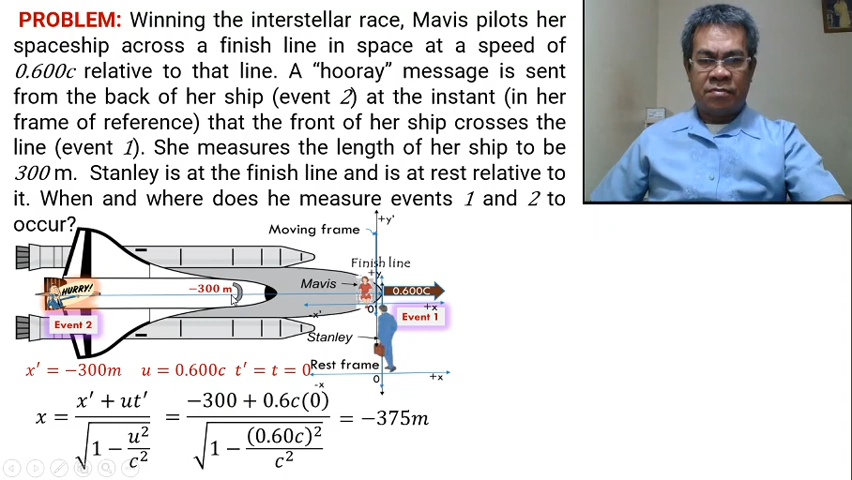 PROBLEM: Winning the interstellar race, Mavis pilots her
spaceship across a finish line in space at a speed of
0.600c relative to that line. A “hooray” message is sent
from the back of her ship (event 2) at the instant (in her
frame of reference) that the front of her ship crosses the
line (event 1). She measures the length of her ship to be
300 m. Stanley is at the finish line and is at rest relative to
it. When and where does he measure events 1 and 2 to
occur?
+y'
Moving frame
Finish line
+y
HURRY!
-300 m
Mavis
0.600C
-x'
0'
+x
Event 2
Event 1
Stanley
Rest frame
-x
0
+x
x′ = −300m u = 0.600c t′ = t = 0
x = x′ + ut′ / √(1 − u²/c²) = −300 + 0.6c(0) / √(1 − (0.60c)²/c²) = −375m